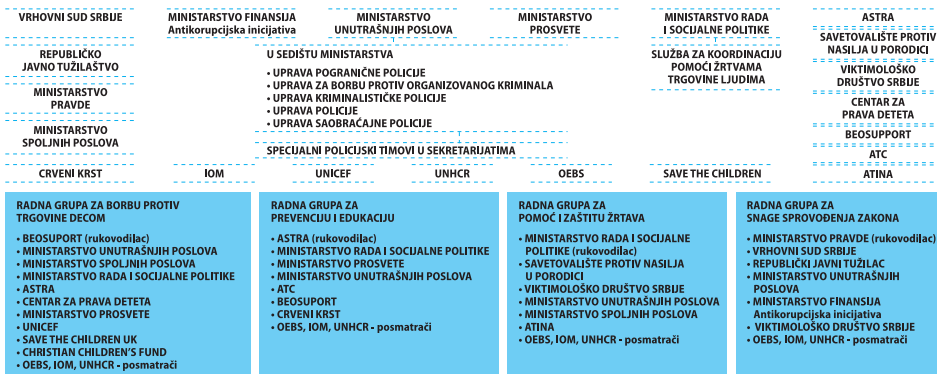 VRHOVNI SUD SRBIJE
MINISTARSTVO FINANSIJA
Antikorupcijska inicijativa
MINISTARSTVO
UNUTRAŠNJIH POSLOVA
MINISTARSTVO
PROSVETE
MINISTARSTVO RADA
I SOCIJALNE POLITIKE
ASTRA
REPUBLIČKO
JAVNO TUŽILAŠTVO
MINISTARSTVO
PRAVDE
MINISTARSTVO
SPOLJNIH POSLOVA
U SEDIŠTU MINISTARSTVA
• UPRAVA POGRANIČNE POLICIJE
• UPRAVA ZA BORBU PROTIV ORGANIZOVANOG KRIMINALA
• UPRAVA KRIMINALISTIČKE POLICIJE
• UPRAVA POLICIJE
• UPRAVA SAOBRAĆAJNE POLICIJE
SPECIJALNI POLICIJSKI TIMOVI U SEKRETARIJATIMA
SLUŽBA ZA KOORDINACIJU
POMOĆI ŽRTVAMA
TRGOVINE LJUDIMA
SAVETOVALIŠTE PROTIV
NASILJA U PORODICI
VIKTIMOLOŠKO
DRUŠTVO SRBIJE
CENTAR ZA
PRAVA DETETA
BEOSUPPORT
ATC
CRVENI KRST
IOM
UNICEF
UNHCR
OEBS
SAVE THE CHILDREN
ATINA
RADNA GRUPA ZA BORBU PROTIV
TRGOVINE DECOM
• BEOSUPORT (rukovodilac)
• MINISTARSTVO UNUTRAŠNJIH POSLOVA
• MINISTARSTVO SPOLJNIH POSLOVA
• MINISTARSTVO RADA I SOCIJALNE POLITIKE
• ASTRA
• CENTAR ZA PRAVA DETETA
• MINISTARSTVO PROSVETE
• UNICEF
• SAVE THE CHILDREN UK
• CHRISTIAN CHILDREN'S FUND
• OEBS, IOM, UNHCR - posmatrači
RADNA GRUPA ZA
PREVENCIJU I EDUKACIJU
• ASTRA (rukovodilac)
• MINISTARSTVO RADA I SOCIJALNE POLITIKE
• MINISTARSTVO PROSVETE
• MINISTARSTVO UNUTRAŠNJIH POSLOVA
• ATC
• BEOSUPORT
• CRVENI KRST
• OEBS, IOM, UNHCR - posmatrači
RADNA GRUPA ZA
POMOĆ I ZAŠTITU ŽRTAVA
• MINISTARSTVO RADA I SOCIJALNE
POLITIKE (rukovodilac)
• SAVETOVALIŠTE PROTIV NASILJA
U PORODICI
• VIKTIMOLOŠKO DRUŠTVO SRBIJE
• MINISTARSTVO UNUTRAŠNJIH POSLOVA
• MINISTARSTVO SPOLJNIH POSLOVA
• ATINA
• OEBS, IOM, UNHCR - posmatrači
RADNA GRUPA ZA
SNAGE SPROVOĐENJA ZAKONA
• MINISTARSTVO PRAVDE (rukovodilac)
• VRHOVNI SUD SRBIJE
• REPUBLIČKI JAVNI TUŽILAC
• MINISTARSTVO UNUTRAŠNJIH
POSLOVA
• MINISTARSTVO FINANSIJA
Antikorupcijska inicijativa
• VIKTIMOLOŠKO DRUŠTVO SRBIJE
• OEBS, IOM, UNHCR - posmatrači